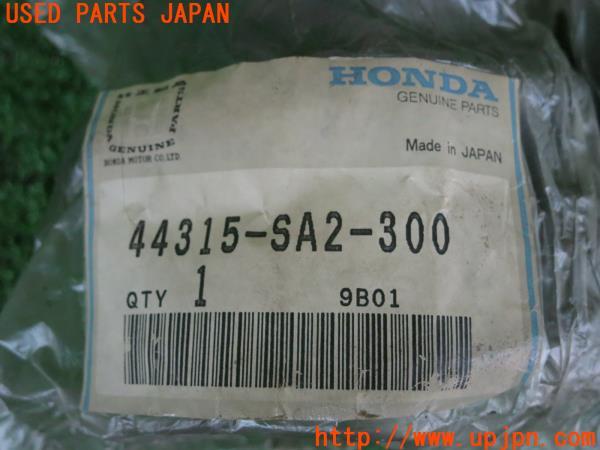 USED PARTS JAPAN
HONDA
GENUINE PARTS
GENUINE PARTS
HONDA MOTOR CO.,LTD.
Made in JAPAN
44315-SA2-300
QTY 1 9B01
http://www.upjpn.com/